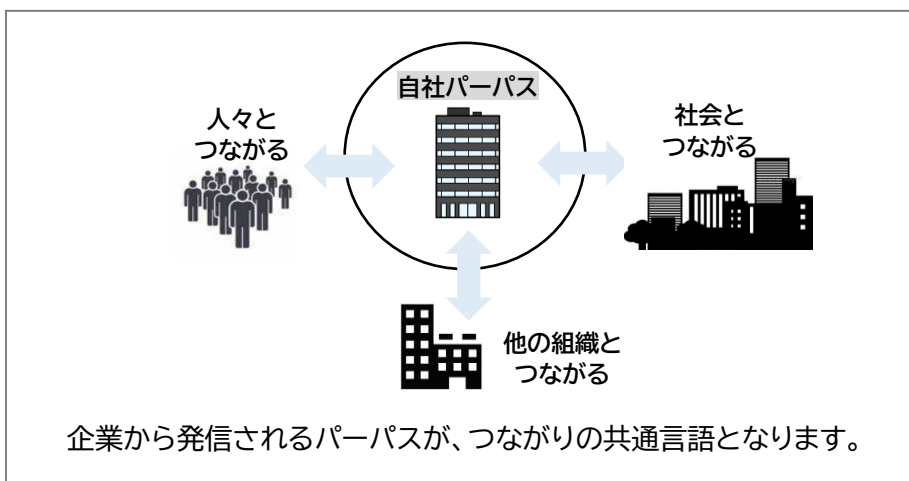 自社パーパス
人々と
つながる
社会と
つながる
他の組織と
つながる
企業から発信されるパーパスが、つながりの共通言語となります。